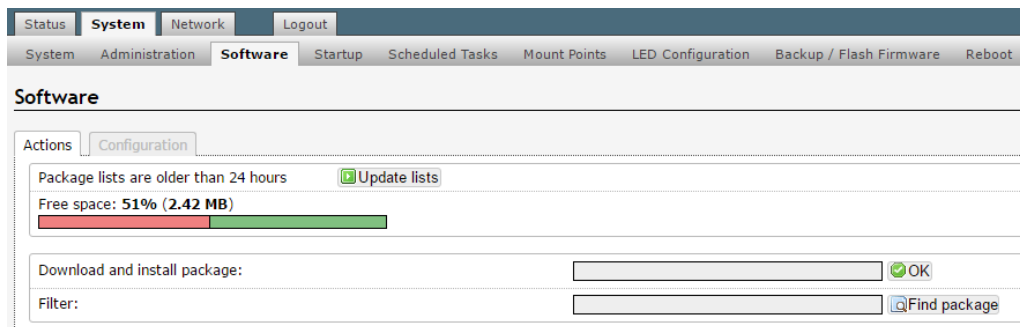 Status System Network Logout
System Administration Software Startup Scheduled Tasks Mount Points LED Configuration Backup / Flash Firmware Reboot
Software
Actions Configuration
Package lists are older than 24 hours Update lists
Free space: 51% (2.42 MB)
Download and install package: OK
Filter: Find package